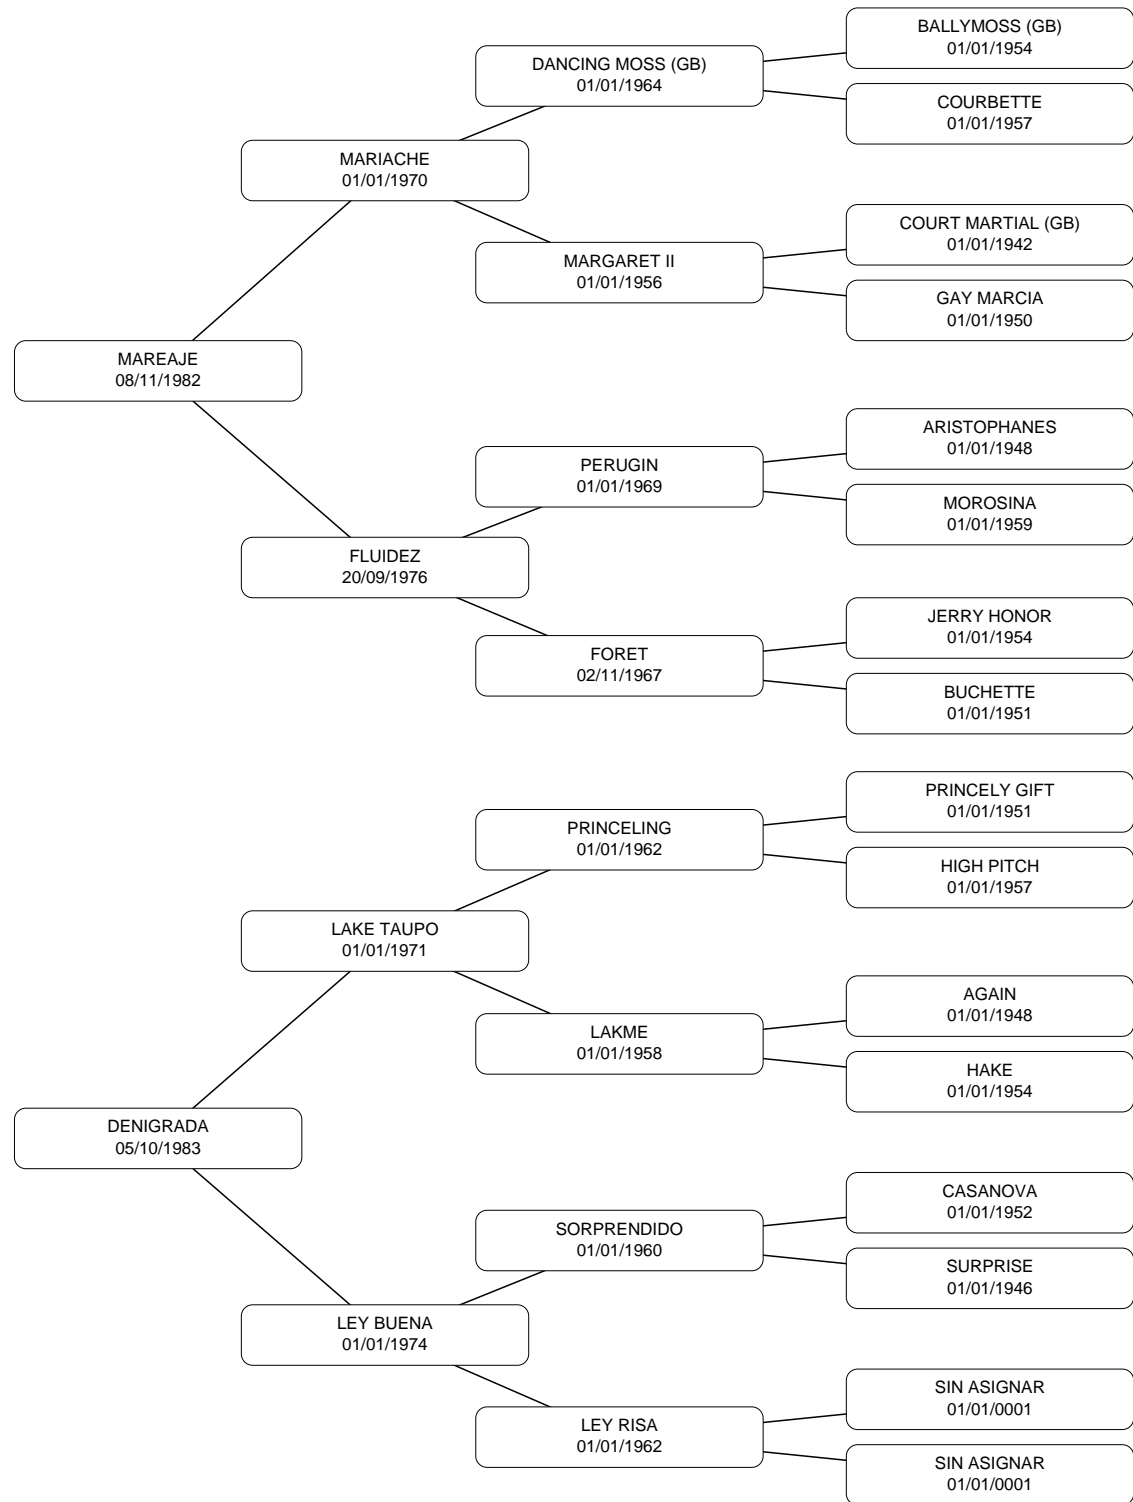 BALLYMOSS (GB)
01/01/1954
DANCING MOSS (GB)
01/01/1964
COURBETTE
01/01/1957
MARIACHE
01/01/1970
COURT MARTIAL (GB)
01/01/1942
MARGARET II
01/01/1956
GAY MARCIA
01/01/1950
MAREAJE
08/11/1982
ARISTOPHANES
01/01/1948
PERUGIN
01/01/1969
MOROSINA
01/01/1959
FLUIDEZ
20/09/1976
JERRY HONOR
01/01/1954
FORET
02/11/1967
BUCHETTE
01/01/1951
PRINCELY GIFT
01/01/1951
PRINCELING
01/01/1962
HIGH PITCH
01/01/1957
LAKE TAUPO
01/01/1971
AGAIN
01/01/1948
LAKME
01/01/1958
HAKE
01/01/1954
DENIGRADA
05/10/1983
CASANOVA
01/01/1952
SORPRENDIDO
01/01/1960
SURPRISE
01/01/1946
LEY BUENA
01/01/1974
SIN ASIGNAR
01/01/0001
LEY RISA
01/01/1962
SIN ASIGNAR
01/01/0001